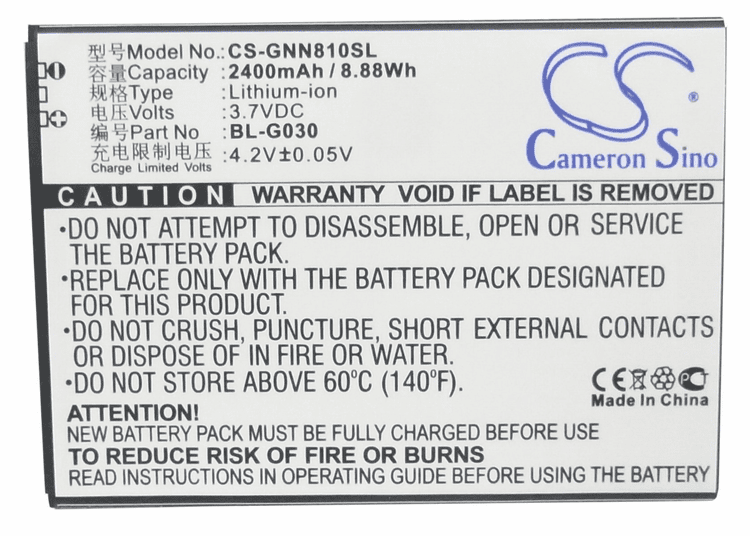 型号Model No.: CS-GNN810SL
容量Capacity: 2400mAh / 8.88Wh
规格Type: Lithium-ion
电压Volts: 3.7VDC
编号Part No: BL-G030
充电限制电压: 4.2V±0.05V
Charge Limited Volts
CS
®
Cameron Sino
CAUTION WARRANTY VOID IF LABEL IS REMOVED
•DO NOT ATTEMPT TO DISASSEMBLE, OPEN OR SERVICE
THE BATTERY PACK.
•REPLACE ONLY WITH THE BATTERY PACK DESIGNATED
FOR THIS PRODUCT.
•DO NOT CRUSH, PUNCTURE, SHORT EXTERNAL CONTACTS
OR DISPOSE OF IN FIRE OR WATER.
•DO NOT STORE ABOVE 60°C (140°F).
CE
Made In China
ATTENTION!
NEW BATTERY PACK MUST BE FULLY CHARGED BEFORE USE
TO REDUCE RISK OF FIRE OR BURNS
READ INSTRUCTIONS IN OPERATING GUIDE BEFORE USING THE BATTERY